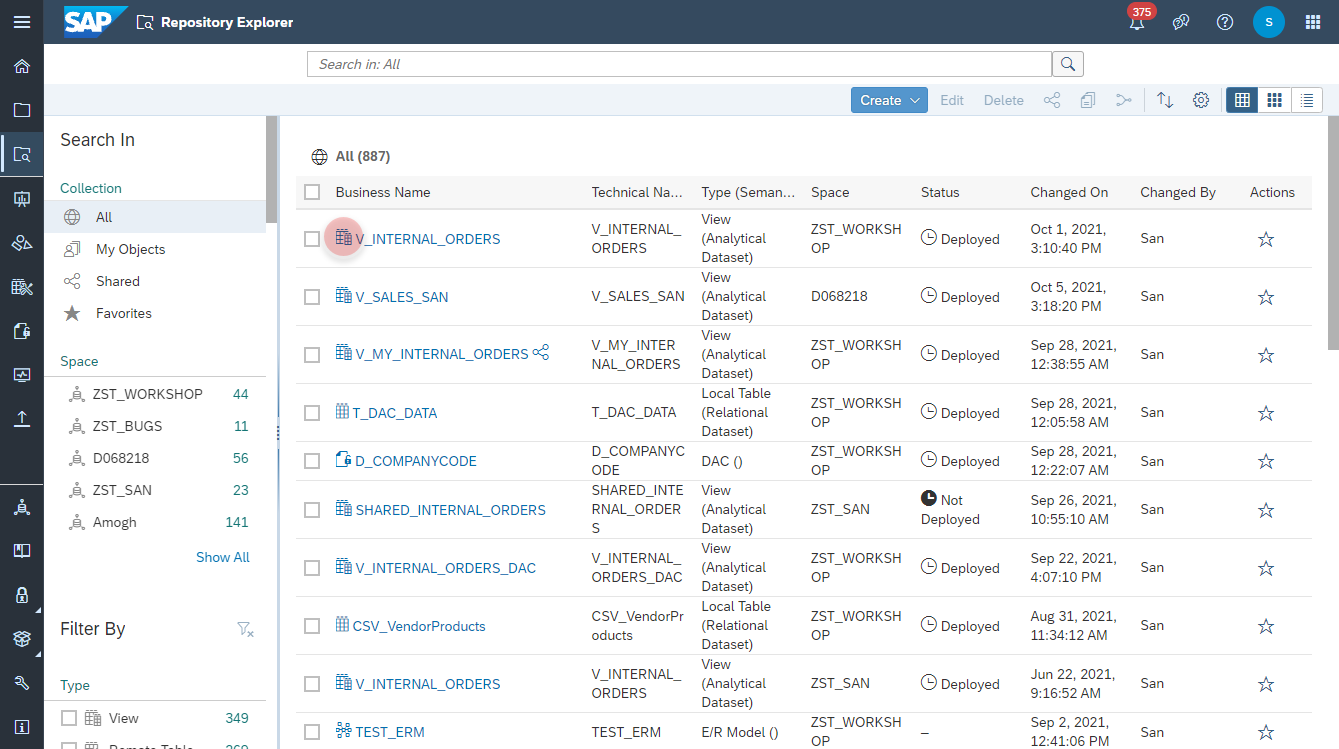 SAP Repository Explorer 375 S
Search in: All
Create Edit Delete
Search In
Collection
All
My Objects
Shared
Favorites
Space
ZST_WORKSHOP 44
ZST_BUGS 11
D068218 56
ZST_SAN 23
Amogh 141
Show All
Filter By
Type
View 349
All (887)
Business Name Technical Na... Type (Seman... Space Status Changed On Changed By Actions
V_INTERNAL_ORDERS V_INTERNAL_ORDERS View (Analytical Dataset) ZST_WORKSHOP Deployed Oct 1, 2021, 3:10:40 PM San
V_SALES_SAN V_SALES_SAN View (Analytical Dataset) D068218 Deployed Oct 5, 2021, 3:18:20 PM San
V_MY_INTERNAL_ORDERS V_MY_INTERNAL_ORDERS View (Analytical Dataset) ZST_WORKSHOP Deployed Sep 28, 2021, 12:38:55 AM San
T_DAC_DATA T_DAC_DATA Local Table (Relational Dataset) ZST_WORKSHOP Deployed Sep 28, 2021, 12:05:58 AM San
D_COMPANYCODE D_COMPANYCODE DAC () ZST_WORKSHOP Deployed Sep 28, 2021, 12:22:07 AM San
SHARED_INTERNAL_ORDERS SHARED_INTERNAL_ORDERS View (Analytical Dataset) ZST_SAN Not Deployed Sep 26, 2021, 10:55:10 AM San
V_INTERNAL_ORDERS_DAC V_INTERNAL_ORDERS_DAC View (Analytical Dataset) ZST_WORKSHOP Deployed Sep 22, 2021, 4:07:10 PM San
CSV_VendorProducts CSV_VendorProducts Local Table (Relational Dataset) ZST_WORKSHOP Deployed Aug 31, 2021, 11:34:12 AM San
V_INTERNAL_ORDERS V_INTERNAL_ORDERS View (Analytical Dataset) ZST_SAN Deployed Jun 22, 2021, 9:16:52 AM San
TEST_ERM TEST_ERM E/R Model () ZST_WORKSHOP – Sep 2, 2021, 12:41:06 PM San